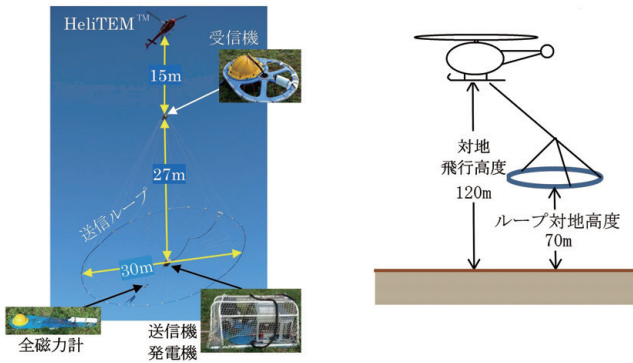 HeliTEM™
受信機
15m
27m
送信ループ
30m
全磁力計
送信機
発電機
対地
飛行高度
120m
ループ対地高度
70m